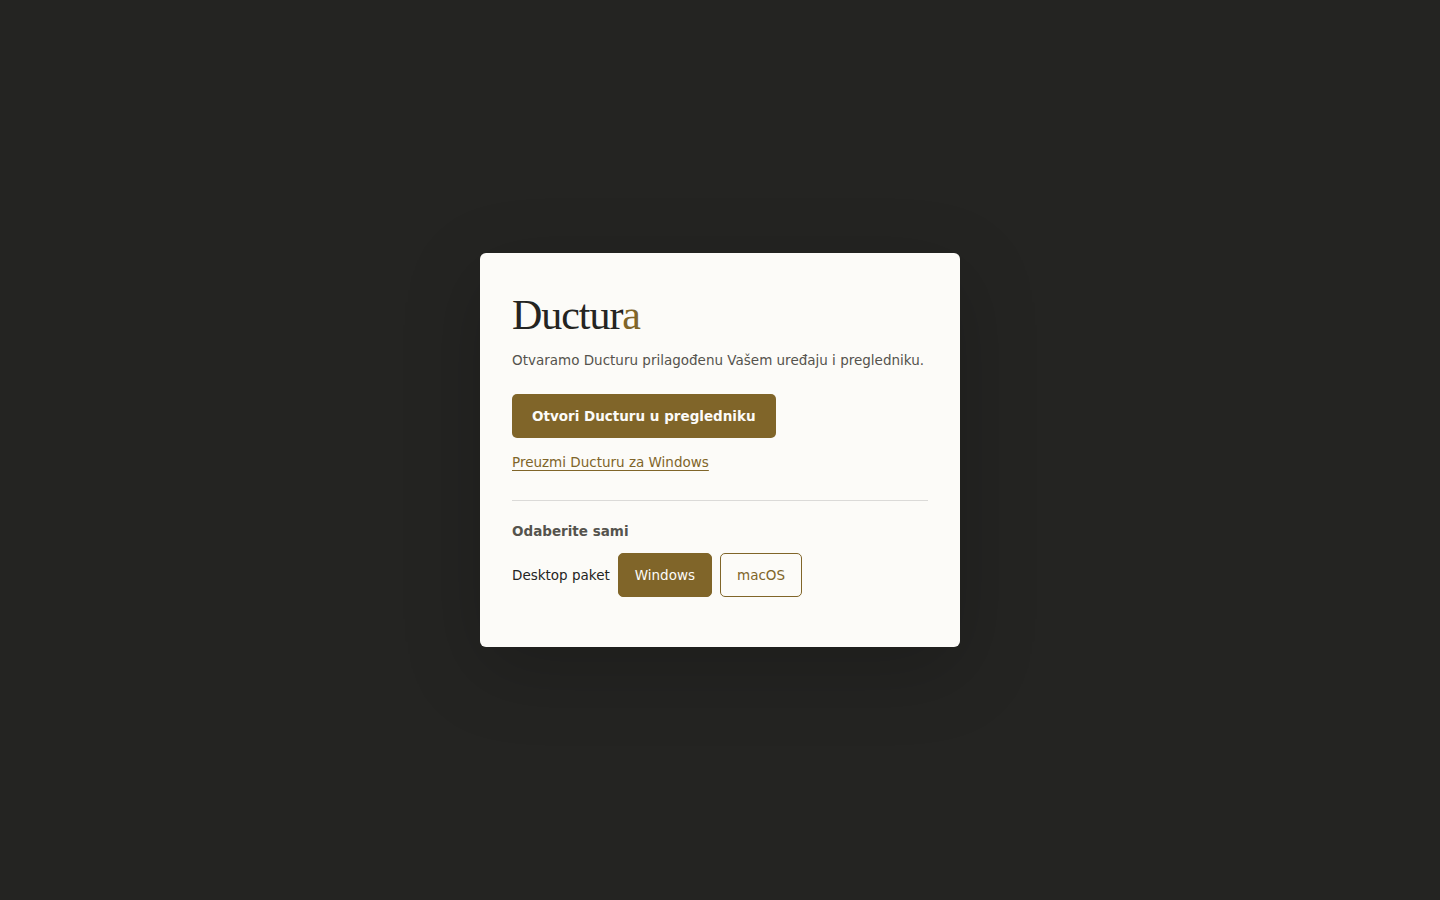 Ductura
Otvaramo Ducturu prilagođenu Vašem uređaju i pregledniku.
Otvori Ducturu u pregledniku
Preuzmi Ducturu za Windows
Odaberite sami
Desktop paket Windows macOS